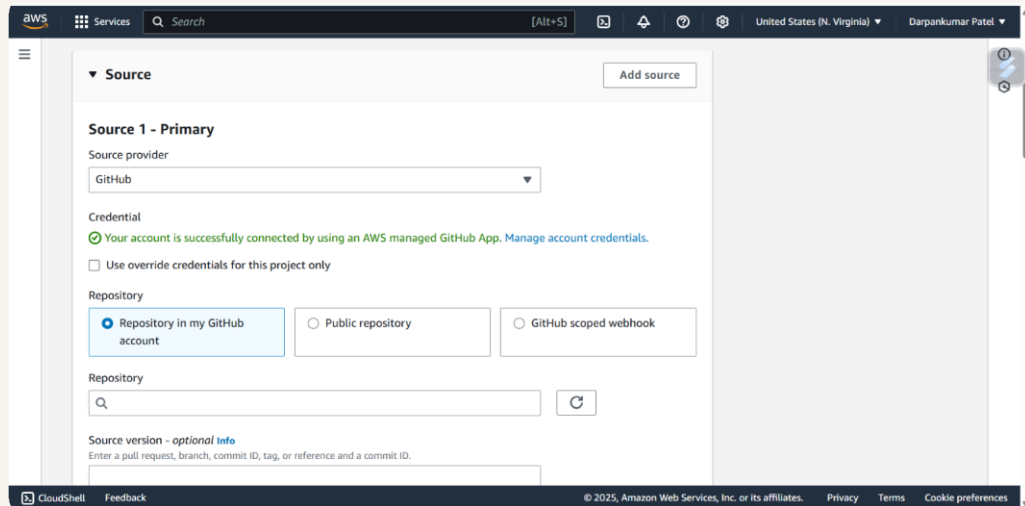 aws Services Search [Alt+S] United States (N. Virginia) Darpankumar Patel
Source Add source
Source 1 - Primary
Source provider
GitHub
Credential
Your account is successfully connected by using an AWS managed GitHub App. Manage account credentials.
Use override credentials for this project only
Repository
Repository in my GitHub account
Public repository
GitHub scoped webhook
Repository
Source version - optional Info
Enter a pull request, branch, commit ID, tag, or reference and a commit ID.
CloudShell Feedback © 2025, Amazon Web Services, Inc. or its affiliates. Privacy Terms Cookie preferences